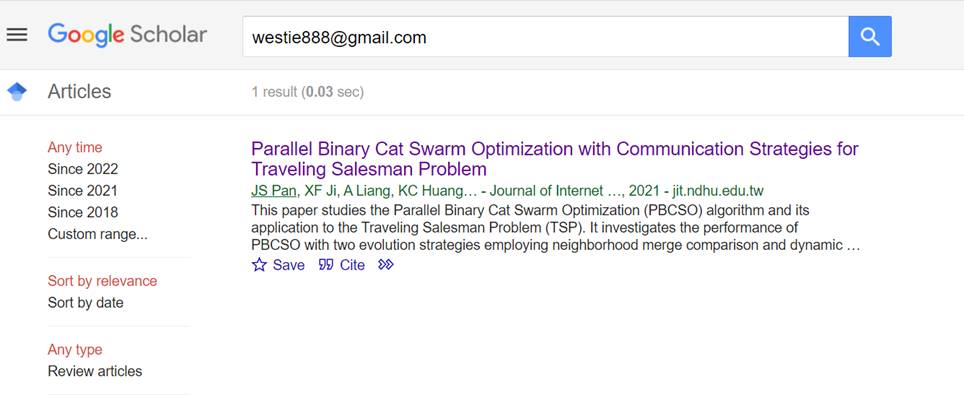 Google Scholar
westie888@gmail.com
Articles
1 result (0.03 sec)
Any time
Since 2022
Since 2021
Since 2018
Custom range...
Sort by relevance
Sort by date
Any type
Review articles
Parallel Binary Cat Swarm Optimization with Communication Strategies for
Traveling Salesman Problem
JS Pan, XF Ji, A Liang, KC Huang… - Journal of Internet …, 2021 - jit.ndhu.edu.tw
This paper studies the Parallel Binary Cat Swarm Optimization (PBCSO) algorithm and its
application to the Traveling Salesman Problem (TSP). It investigates the performance of
PBCSO with two evolution strategies employing neighborhood merge comparison and dynamic …
Save Cite